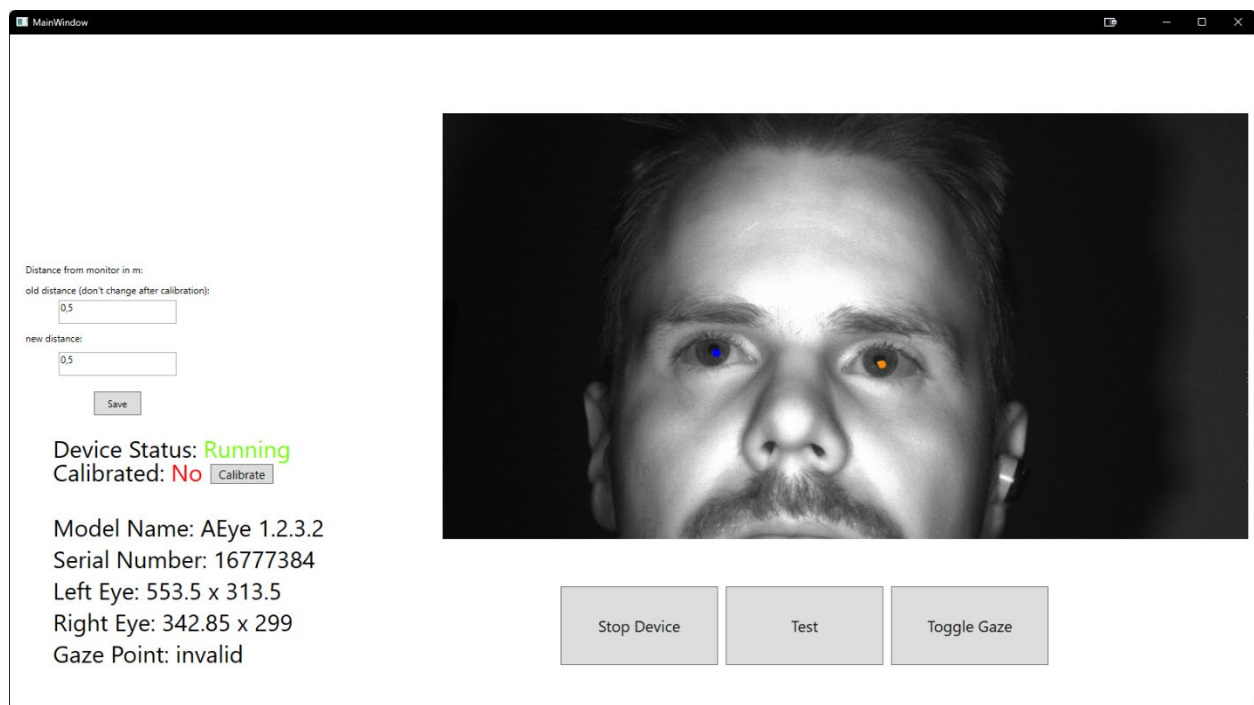 MainWindow
Distance from monitor in m:
old distance (don't change after calibration):
0,5
new distance:
0,5
Save
Device Status: Running
Calibrated: No Calibrate
Model Name: AEye 1.2.3.2
Serial Number: 16777384
Left Eye: 553.5 x 313.5
Right Eye: 342.85 x 299
Gaze Point: invalid
Stop Device Test Toggle Gaze